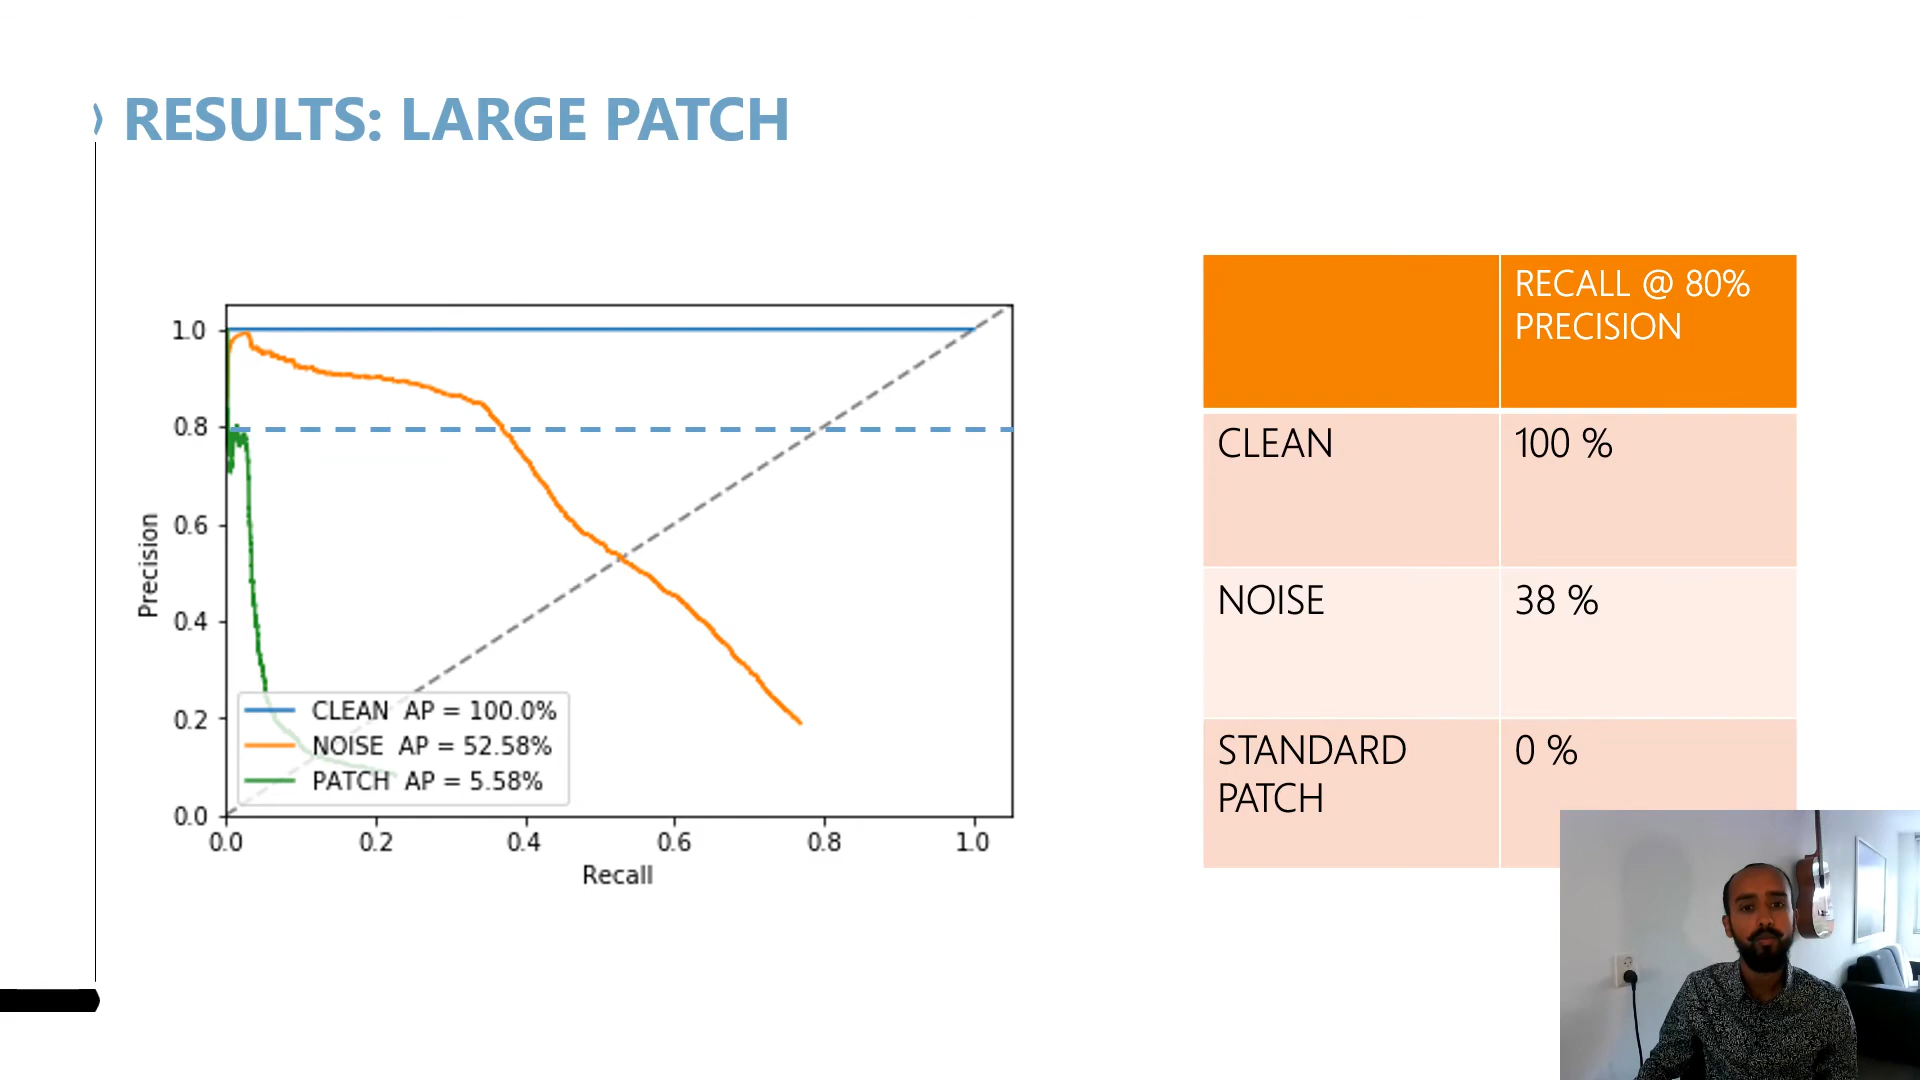 RESULTS: LARGE PATCH
1.0
0.8
0.6
0.4
0.2
0.0
Precision
0.0 0.2 0.4 0.6 0.8 1.0
Recall
CLEAN AP = 100.0%
NOISE AP = 52.58%
PATCH AP = 5.58%
RECALL @ 80%
PRECISION
CLEAN 100 %
NOISE 38 %
STANDARD 0 %
PATCH